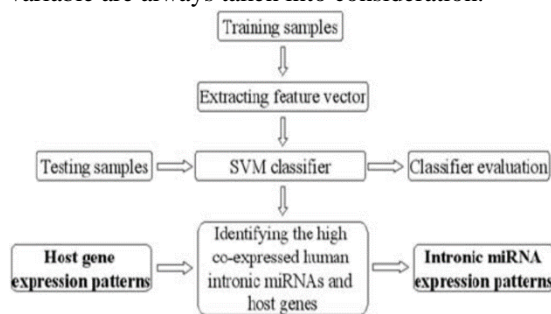 variable are always taken into consideration.
Training samples
Extracting feature vector
Testing samples
SVM classifier
Classifier evaluation
Host gene
expression patterns
Identifying the high
co-expressed human
intronic miRNAs and
host genes
Intronic miRNA
expression patterns